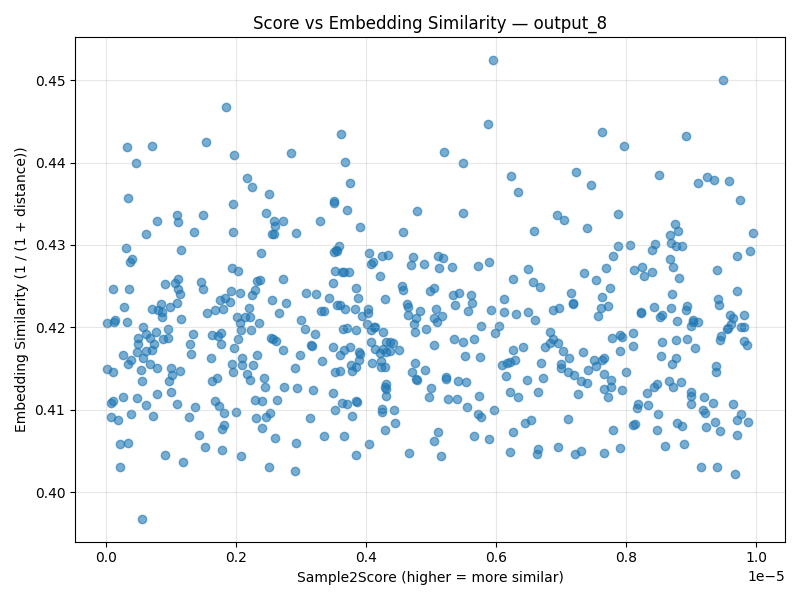 Score vs Embedding Similarity — output_8
Embedding Similarity (1 / (1 + distance))
0.45
0.44
0.43
0.42
0.41
0.40
0.0 0.2 0.4 0.6 0.8 1.0
1e−5
Sample2Score (higher = more similar)